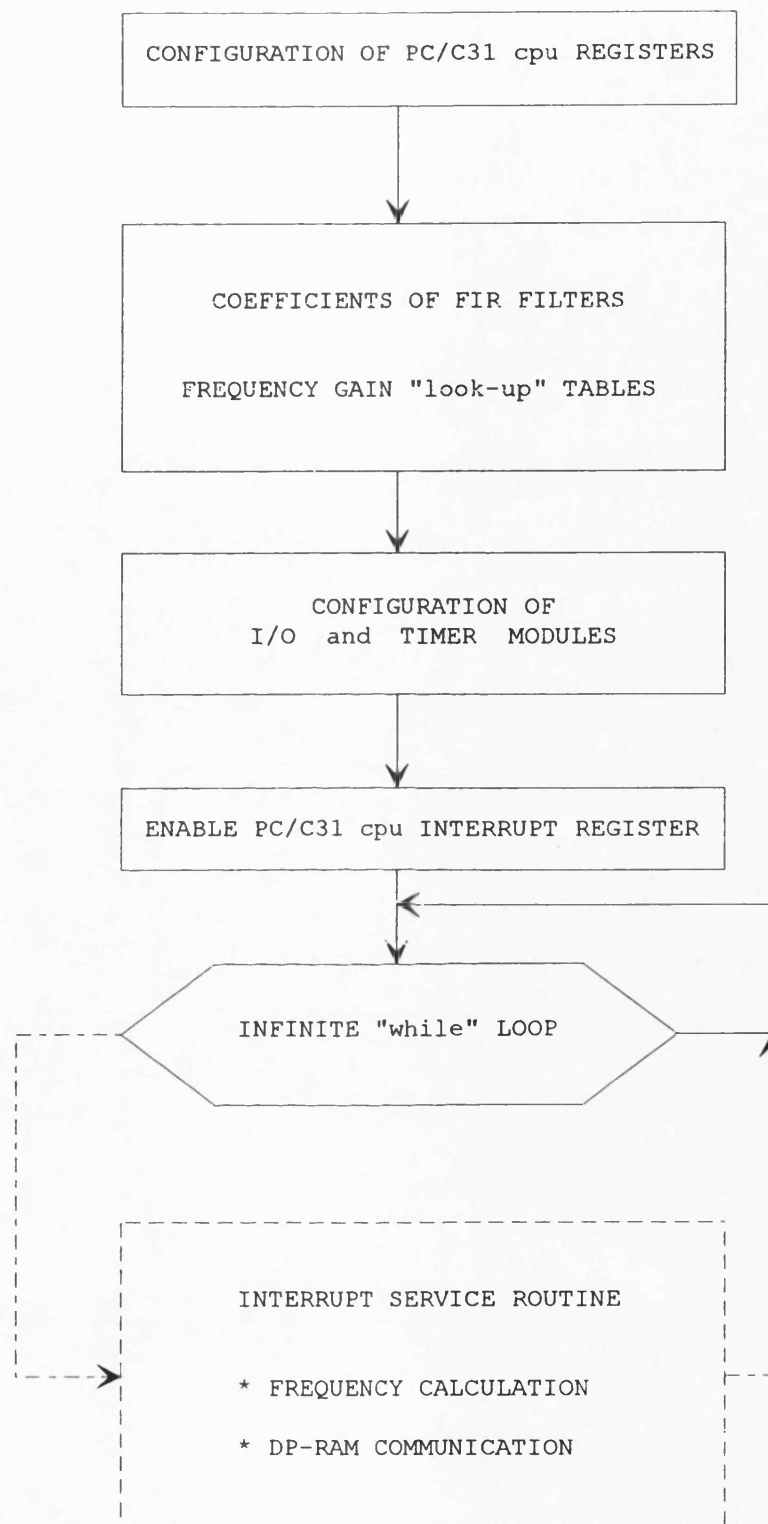 CONFIGURATION OF PC/C31 cpu REGISTERS
COEFFICIENTS OF FIR FILTERS
FREQUENCY GAIN "look-up" TABLES
CONFIGURATION OF
I/O and TIMER MODULES
ENABLE PC/C31 cpu INTERRUPT REGISTER
INFINITE "while" LOOP
INTERRUPT SERVICE ROUTINE
* FREQUENCY CALCULATION
* DP-RAM COMMUNICATION